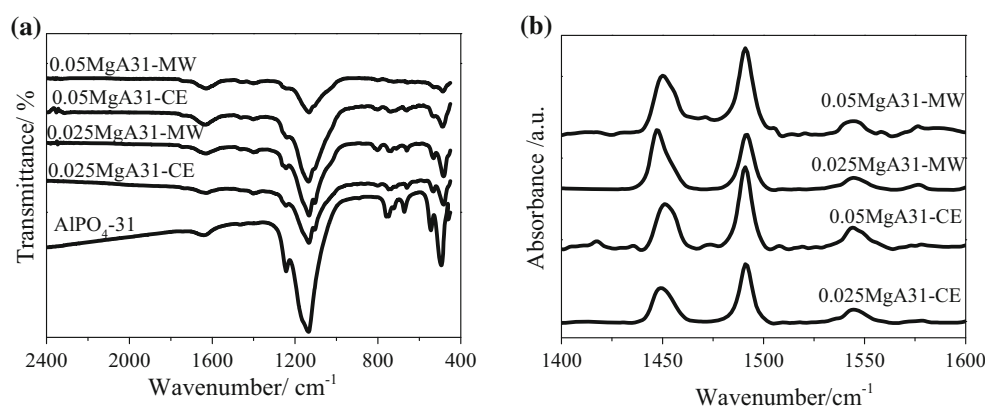 (a)
Transmittance/ %
0.05MgA31-MW
0.05MgA31-CE
0.025MgA31-MW
0.025MgA31-CE
AlPO4-31
2400 2000 1600 1200 800 400
Wavenumber/ cm-1
(b)
Absorbance /a.u.
0.05MgA31-MW
0.025MgA31-MW
0.05MgA31-CE
0.025MgA31-CE
1400 1450 1500 1550 1600
Wavenumber/cm-1